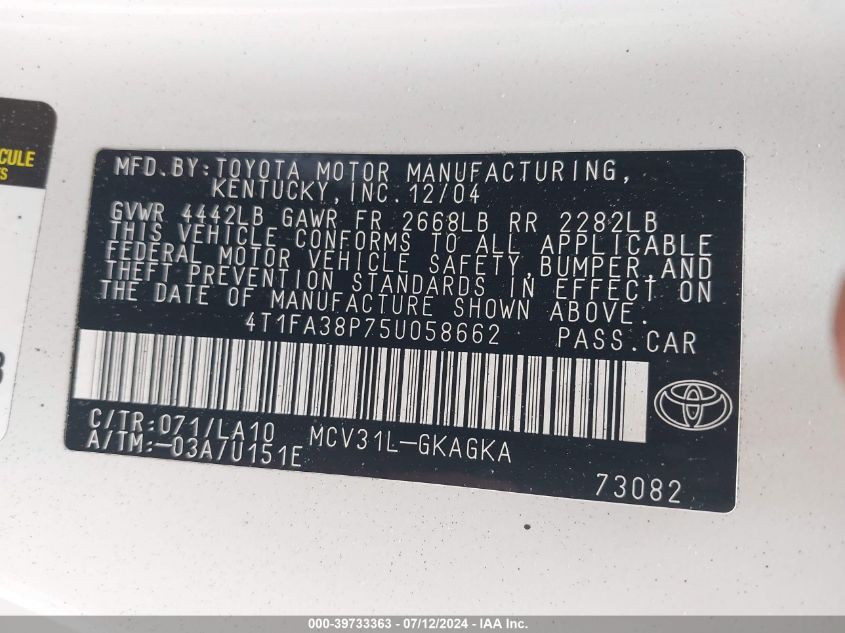 CULE
TS
MFD.BY:TOYOTA MOTOR MANUFACTURING,
KENTUCKY, INC. 12/04
GVWR 4442LB GAWR FR 2668LB RR 2282LB
THIS VEHICLE CONFORMS TO ALL APPLICABLE
FEDERAL MOTOR VEHICLE SAFETY, BUMPER, AND
THEFT PREVENTION STANDARDS IN EFFECT ON
THE DATE OF MANUFACTURE SHOWN ABOVE.
4T1FA38P75U058662 PASS.CAR
C/TR:071/LA10 MCV31L-GKAGKA
A/TM:-03A/U151E
73082
000-39733363 - 07/12/2024 - IAA Inc.